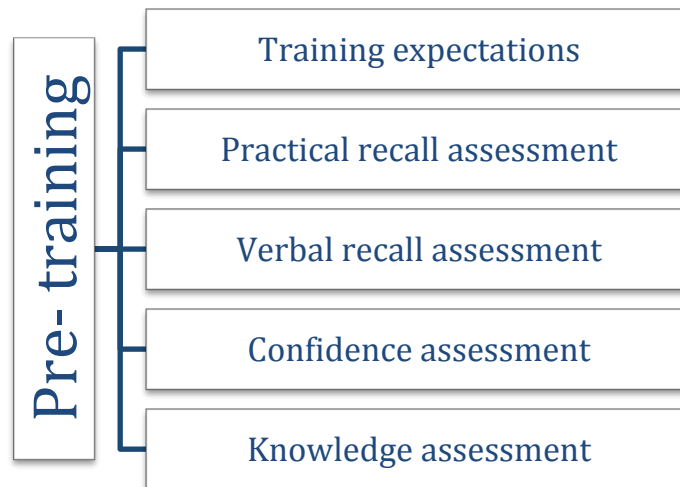 Pre- training
Training expectations
Practical recall assessment
Verbal recall assessment
Confidence assessment
Knowledge assessment